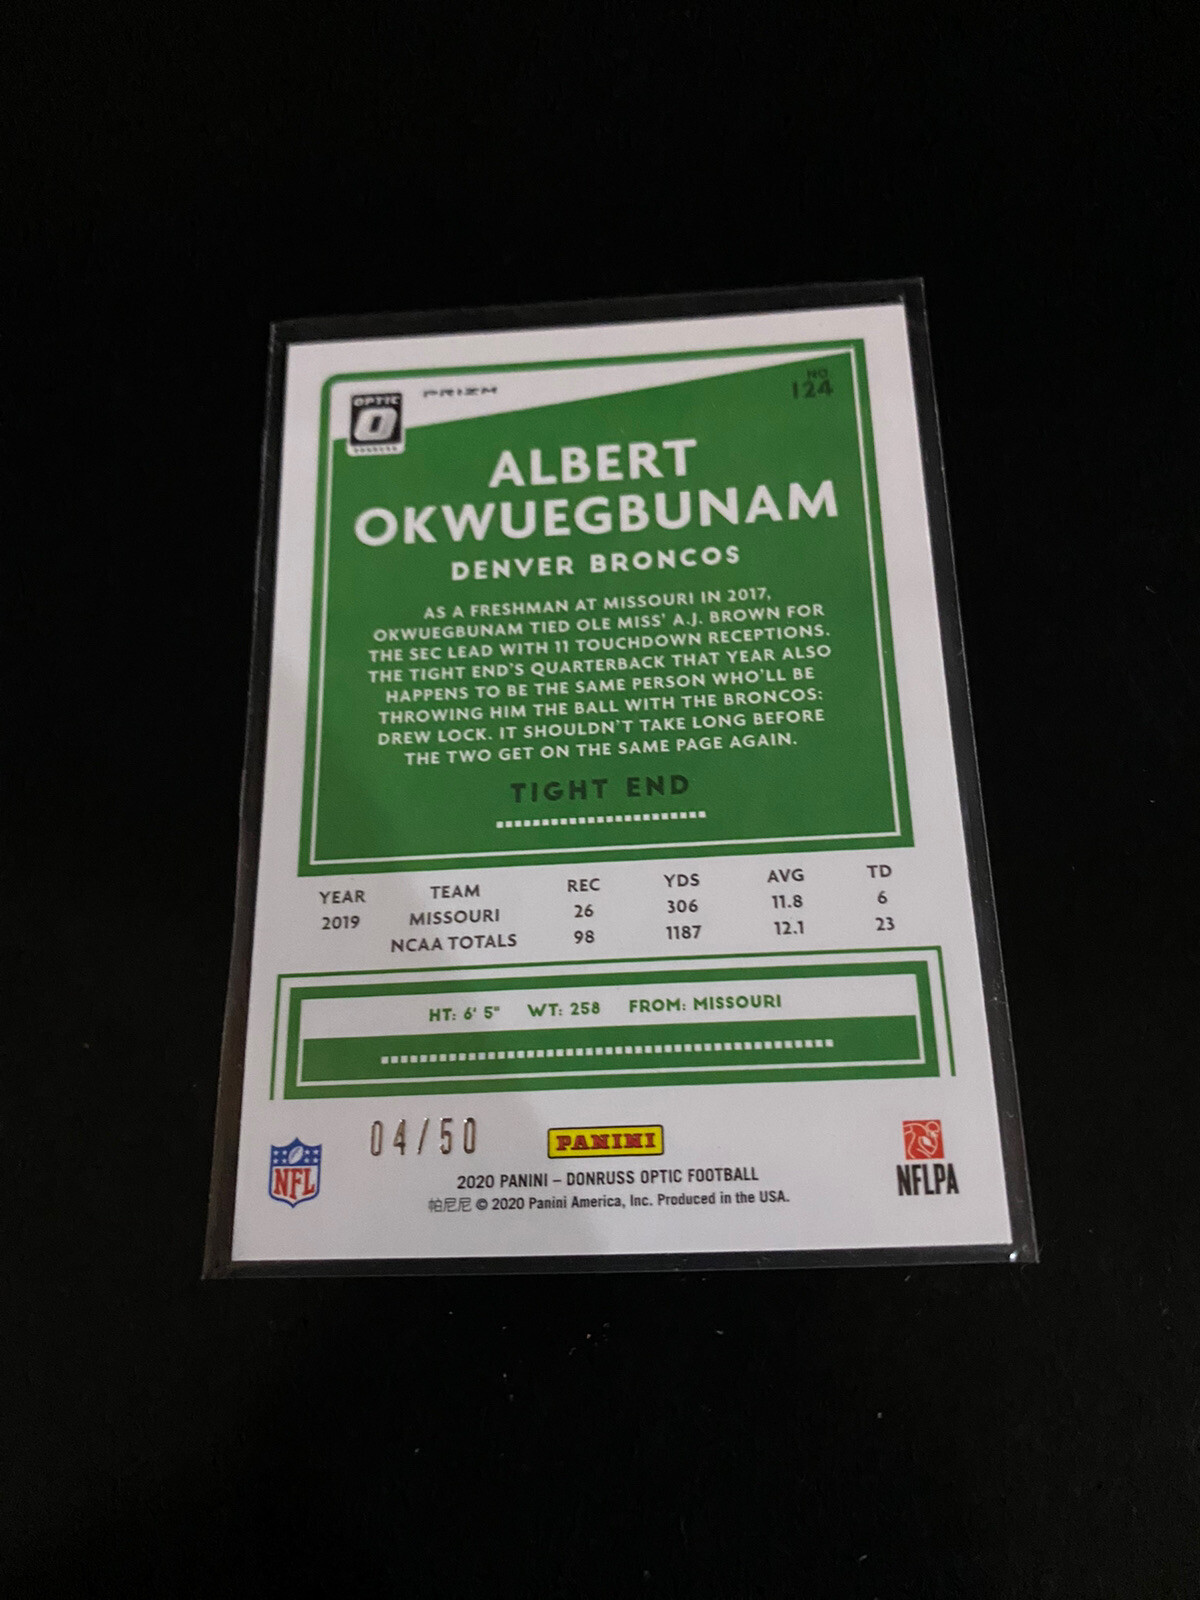 OPTIC
O
DONRUSS
PRIZM
NO
124
ALBERT
OKWUEGBUNAM
DENVER BRONCOS
AS A FRESHMAN AT MISSOURI IN 2017,
OKWUEGBUNAM TIED OLE MISS' A.J. BROWN FOR
THE SEC LEAD WITH 11 TOUCHDOWN RECEPTIONS.
THE TIGHT END'S QUARTERBACK THAT YEAR ALSO
HAPPENS TO BE THE SAME PERSON WHO'LL BE
THROWING HIM THE BALL WITH THE BRONCOS:
DREW LOCK. IT SHOULDN'T TAKE LONG BEFORE
THE TWO GET ON THE SAME PAGE AGAIN.
TIGHT END
YEAR TEAM REC YDS AVG TD
2019 MISSOURI 26 306 11.8 6
NCAA TOTALS 98 1187 12.1 23
HT: 6' 5" WT: 258 FROM: MISSOURI
04/50
NFL
PANINI
NFLPA
2020 PANINI – DONRUSS OPTIC FOOTBALL
帕尼尼 © 2020 Panini America, Inc. Produced in the USA.